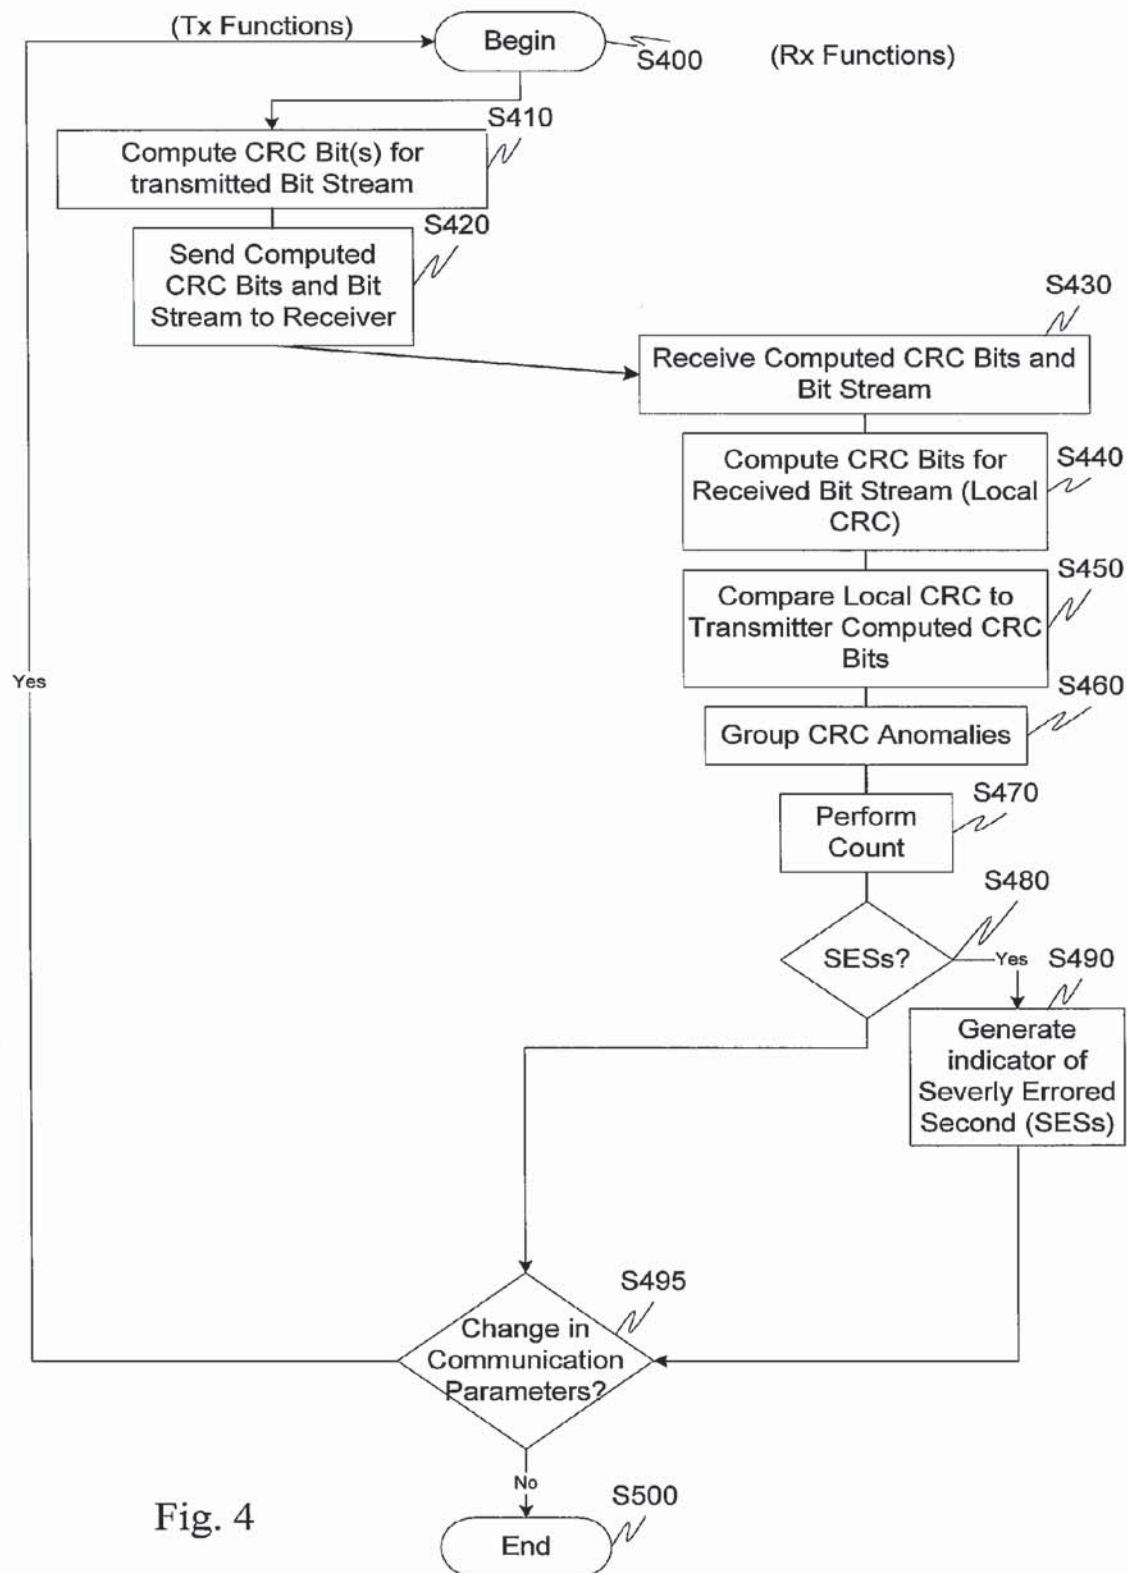 (Tx Functions)
Begin
S400
(Rx Functions)
S410
Compute CRC Bit(s) for
transmitted Bit Stream
S420
Send Computed
CRC Bits and Bit
Stream to Receiver
S430
Receive Computed CRC Bits and
Bit Stream
S440
Compute CRC Bits for
Received Bit Stream (Local
CRC)
S450
Compare Local CRC to
Transmitter Computed CRC
Bits
S460
Group CRC Anomalies
S470
Perform
Count
S480
SESs?
Yes
S490
Generate
indicator of
Severly Errored
Second (SESs)
Yes
S495
Change in
Communication
Parameters?
No
S500
End
Fig. 4